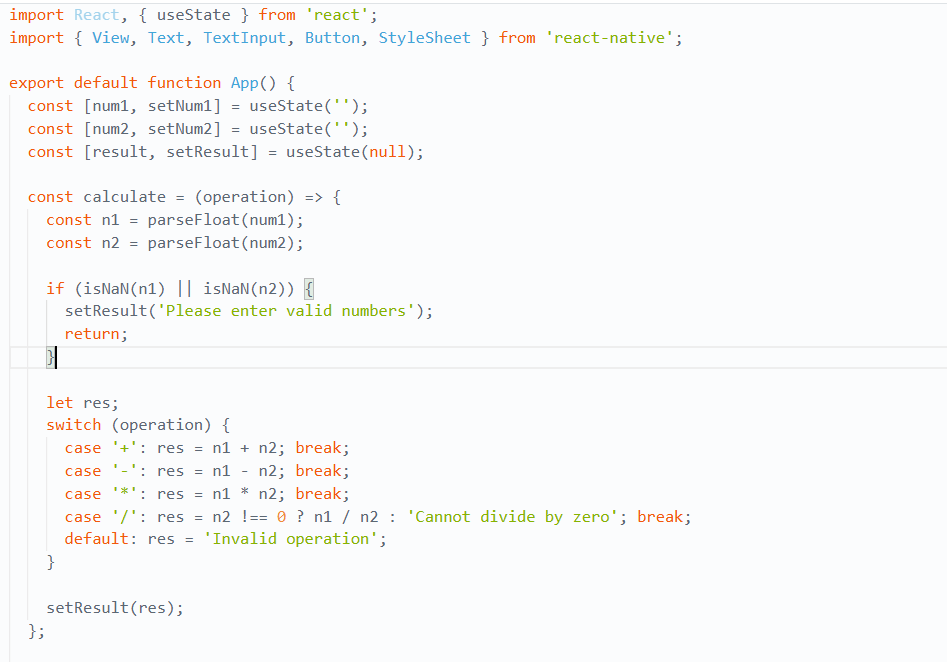 import React, { useState } from 'react';
import { View, Text, TextInput, Button, StyleSheet } from 'react-native';

export default function App() {
  const [num1, setNum1] = useState('');
  const [num2, setNum2] = useState('');
  const [result, setResult] = useState(null);

  const calculate = (operation) => {
    const n1 = parseFloat(num1);
    const n2 = parseFloat(num2);

    if (isNaN(n1) || isNaN(n2)) {
      setResult('Please enter valid numbers');
      return;
    }

    let res;
    switch (operation) {
      case '+': res = n1 + n2; break;
      case '-': res = n1 - n2; break;
      case '*': res = n1 * n2; break;
      case '/': res = n2 !== 0 ? n1 / n2 : 'Cannot divide by zero'; break;
      default: res = 'Invalid operation';
    }

    setResult(res);
  };